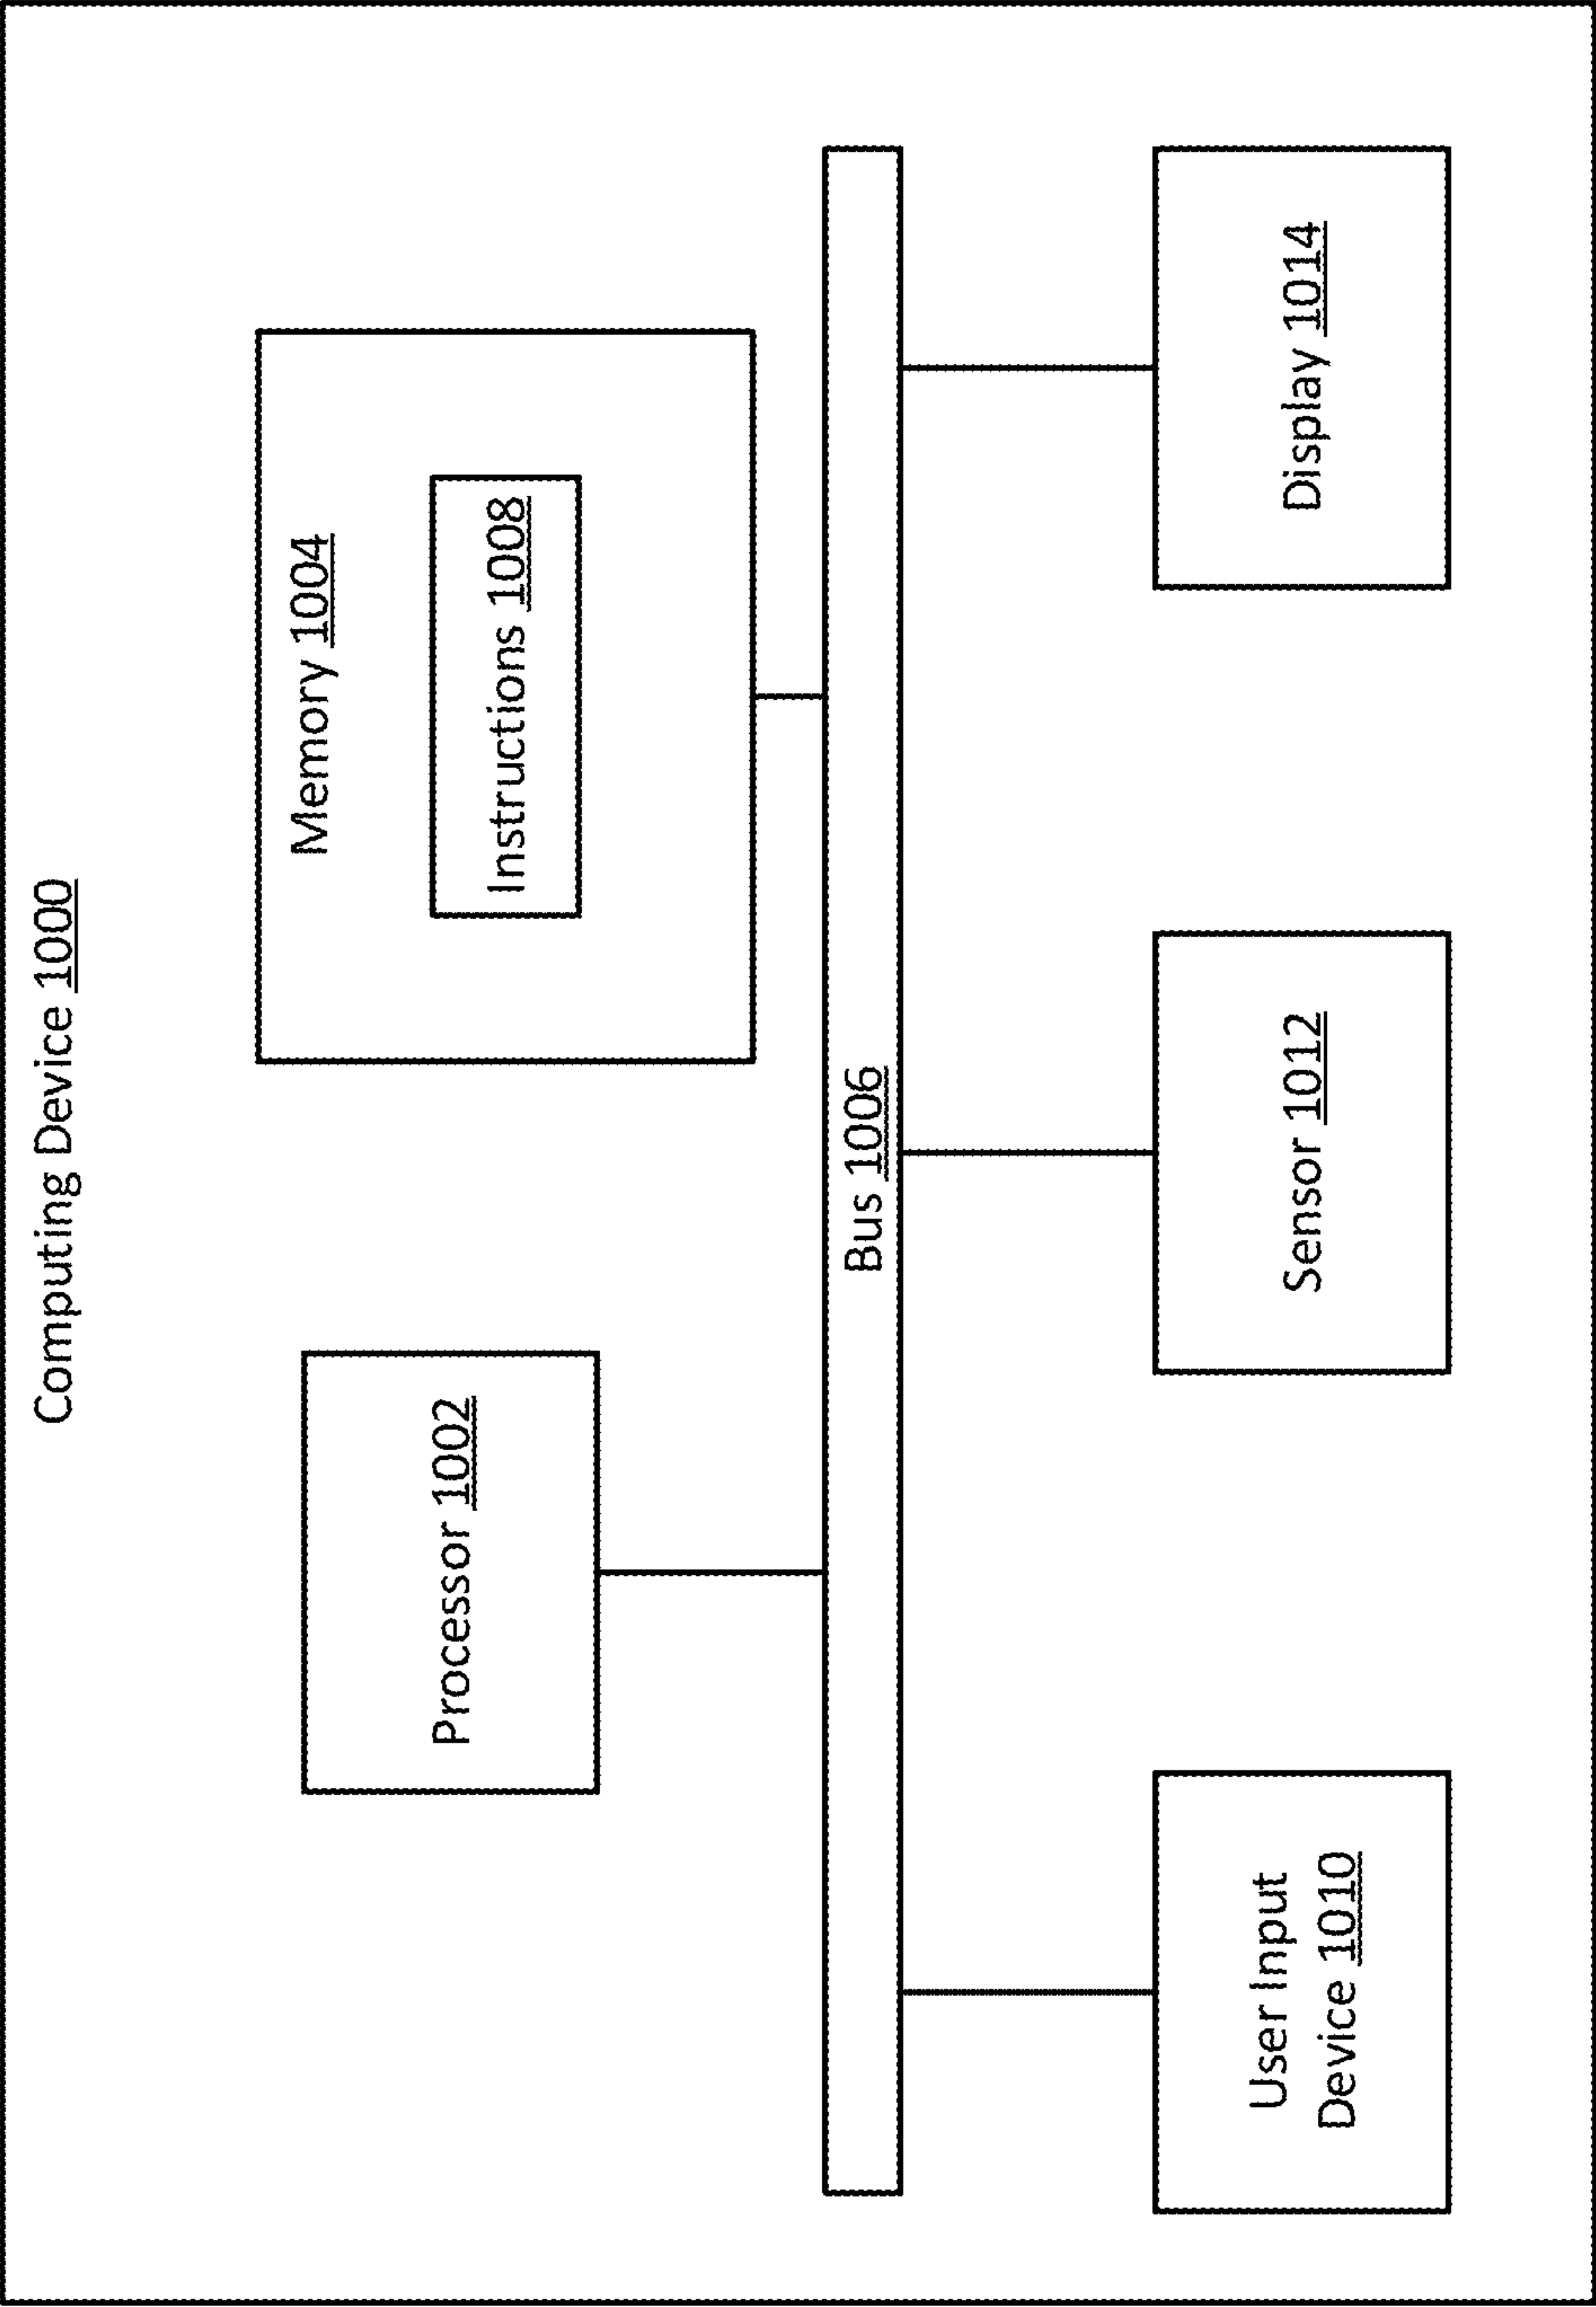 Computing Device 1000
Processor 1002
Memory 1004
Instructions 1008
Bus 1006
User Input
Device 1010
Sensor 1012
Display 1014